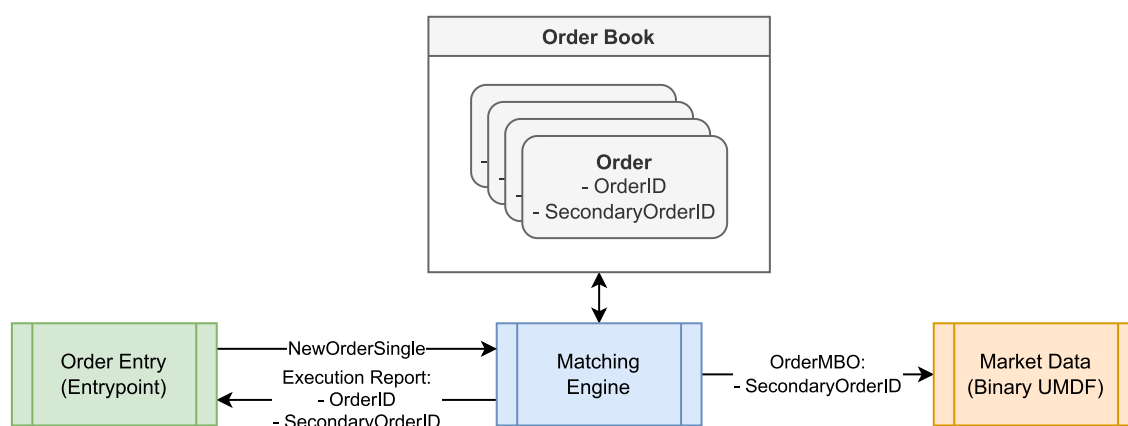 Order Book
Order
- OrderID
- SecondaryOrderID
Order Entry
(Entrypoint)
NewOrderSingle
Execution Report:
- OrderID
- SecondaryOrderID
Matching
Engine
OrderMBO:
- SecondaryOrderID
Market Data
(Binary UMDF)